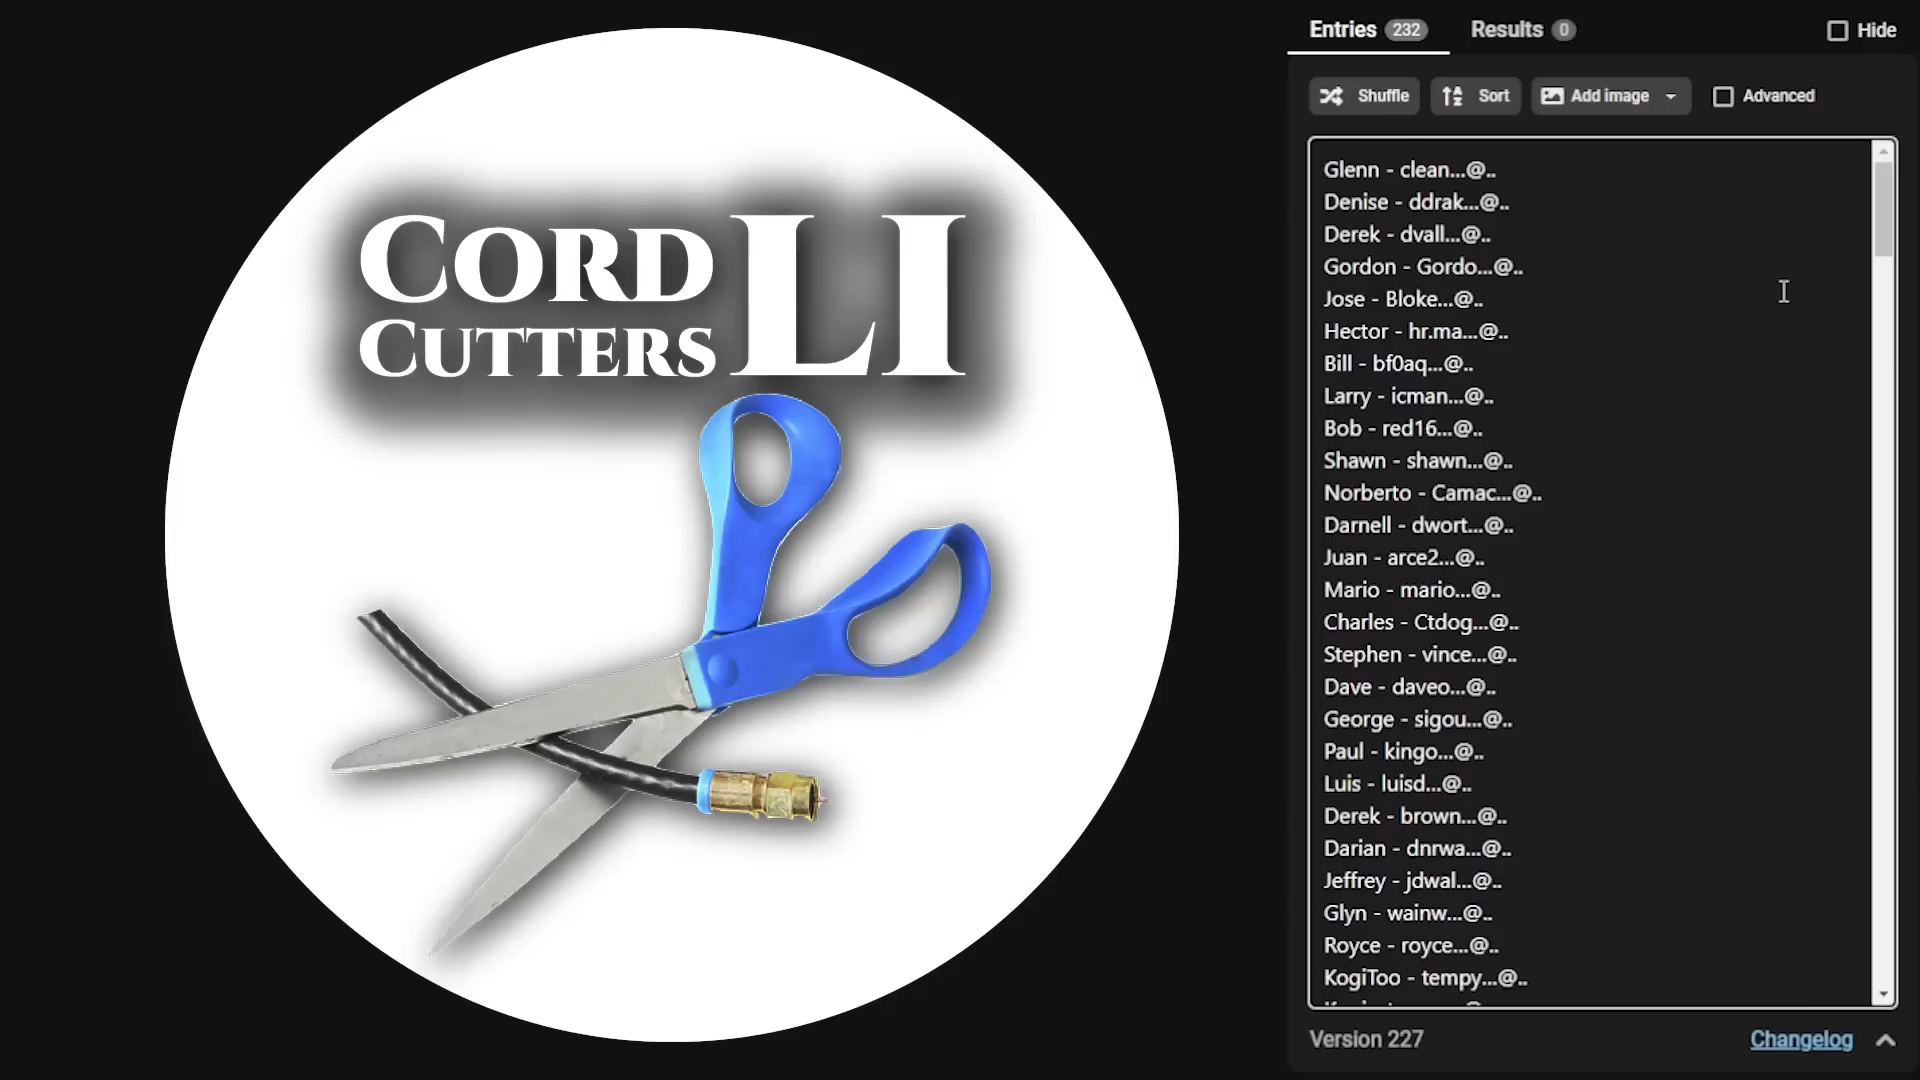 CORD CUTTERS LI
Entries 232 Results 0 Hide
Shuffle Sort Add image Advanced
Glenn - clean...@..
Denise - ddrak...@..
Derek - dvall...@..
Gordon - Gordo...@..
Jose - Bloke...@..
Hector - hr.ma...@..
Bill - bf0aq...@..
Larry - icman...@..
Bob - red16...@..
Shawn - shawn...@..
Norberto - Camac...@..
Darnell - dwort...@..
Juan - arce2...@..
Mario - mario...@..
Charles - Ctdog...@..
Stephen - vince...@..
Dave - daveo...@..
George - sigou...@..
Paul - kingo...@..
Luis - luisd...@..
Derek - brown...@..
Darian - dnrwa...@..
Jeffrey - jdwal...@..
Glyn - wainw...@..
Royce - royce...@..
KogiToo - tempy...@..
Version 227 Changelog